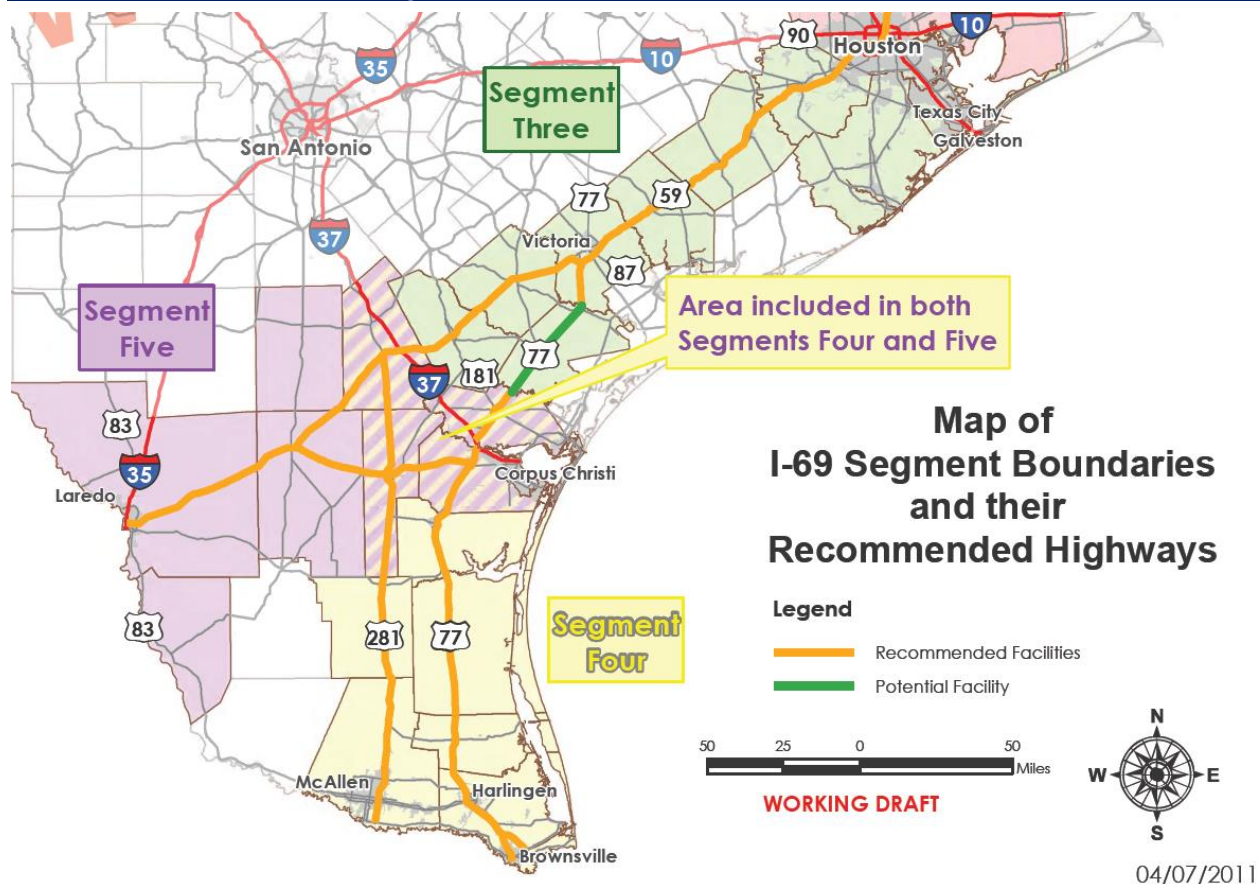 90
10
Houston
35
10
Segment
Three
Texas City
Galveston
San Antonio
77
59
37
Victoria
87
Segment
Five
Area included in both
Segments Four and Five
77
181
37
83
Map of
I-69 Segment Boundaries
and their
Recommended Highways
35
Laredo
Corpus Christi
Legend
Recommended Facilities
Potential Facility
83
281
77
Segment
Four
50
25
0
50
Miles
WORKING DRAFT
N
W
E
S
McAllen
Harlingen
Brownsville
04/07/2011